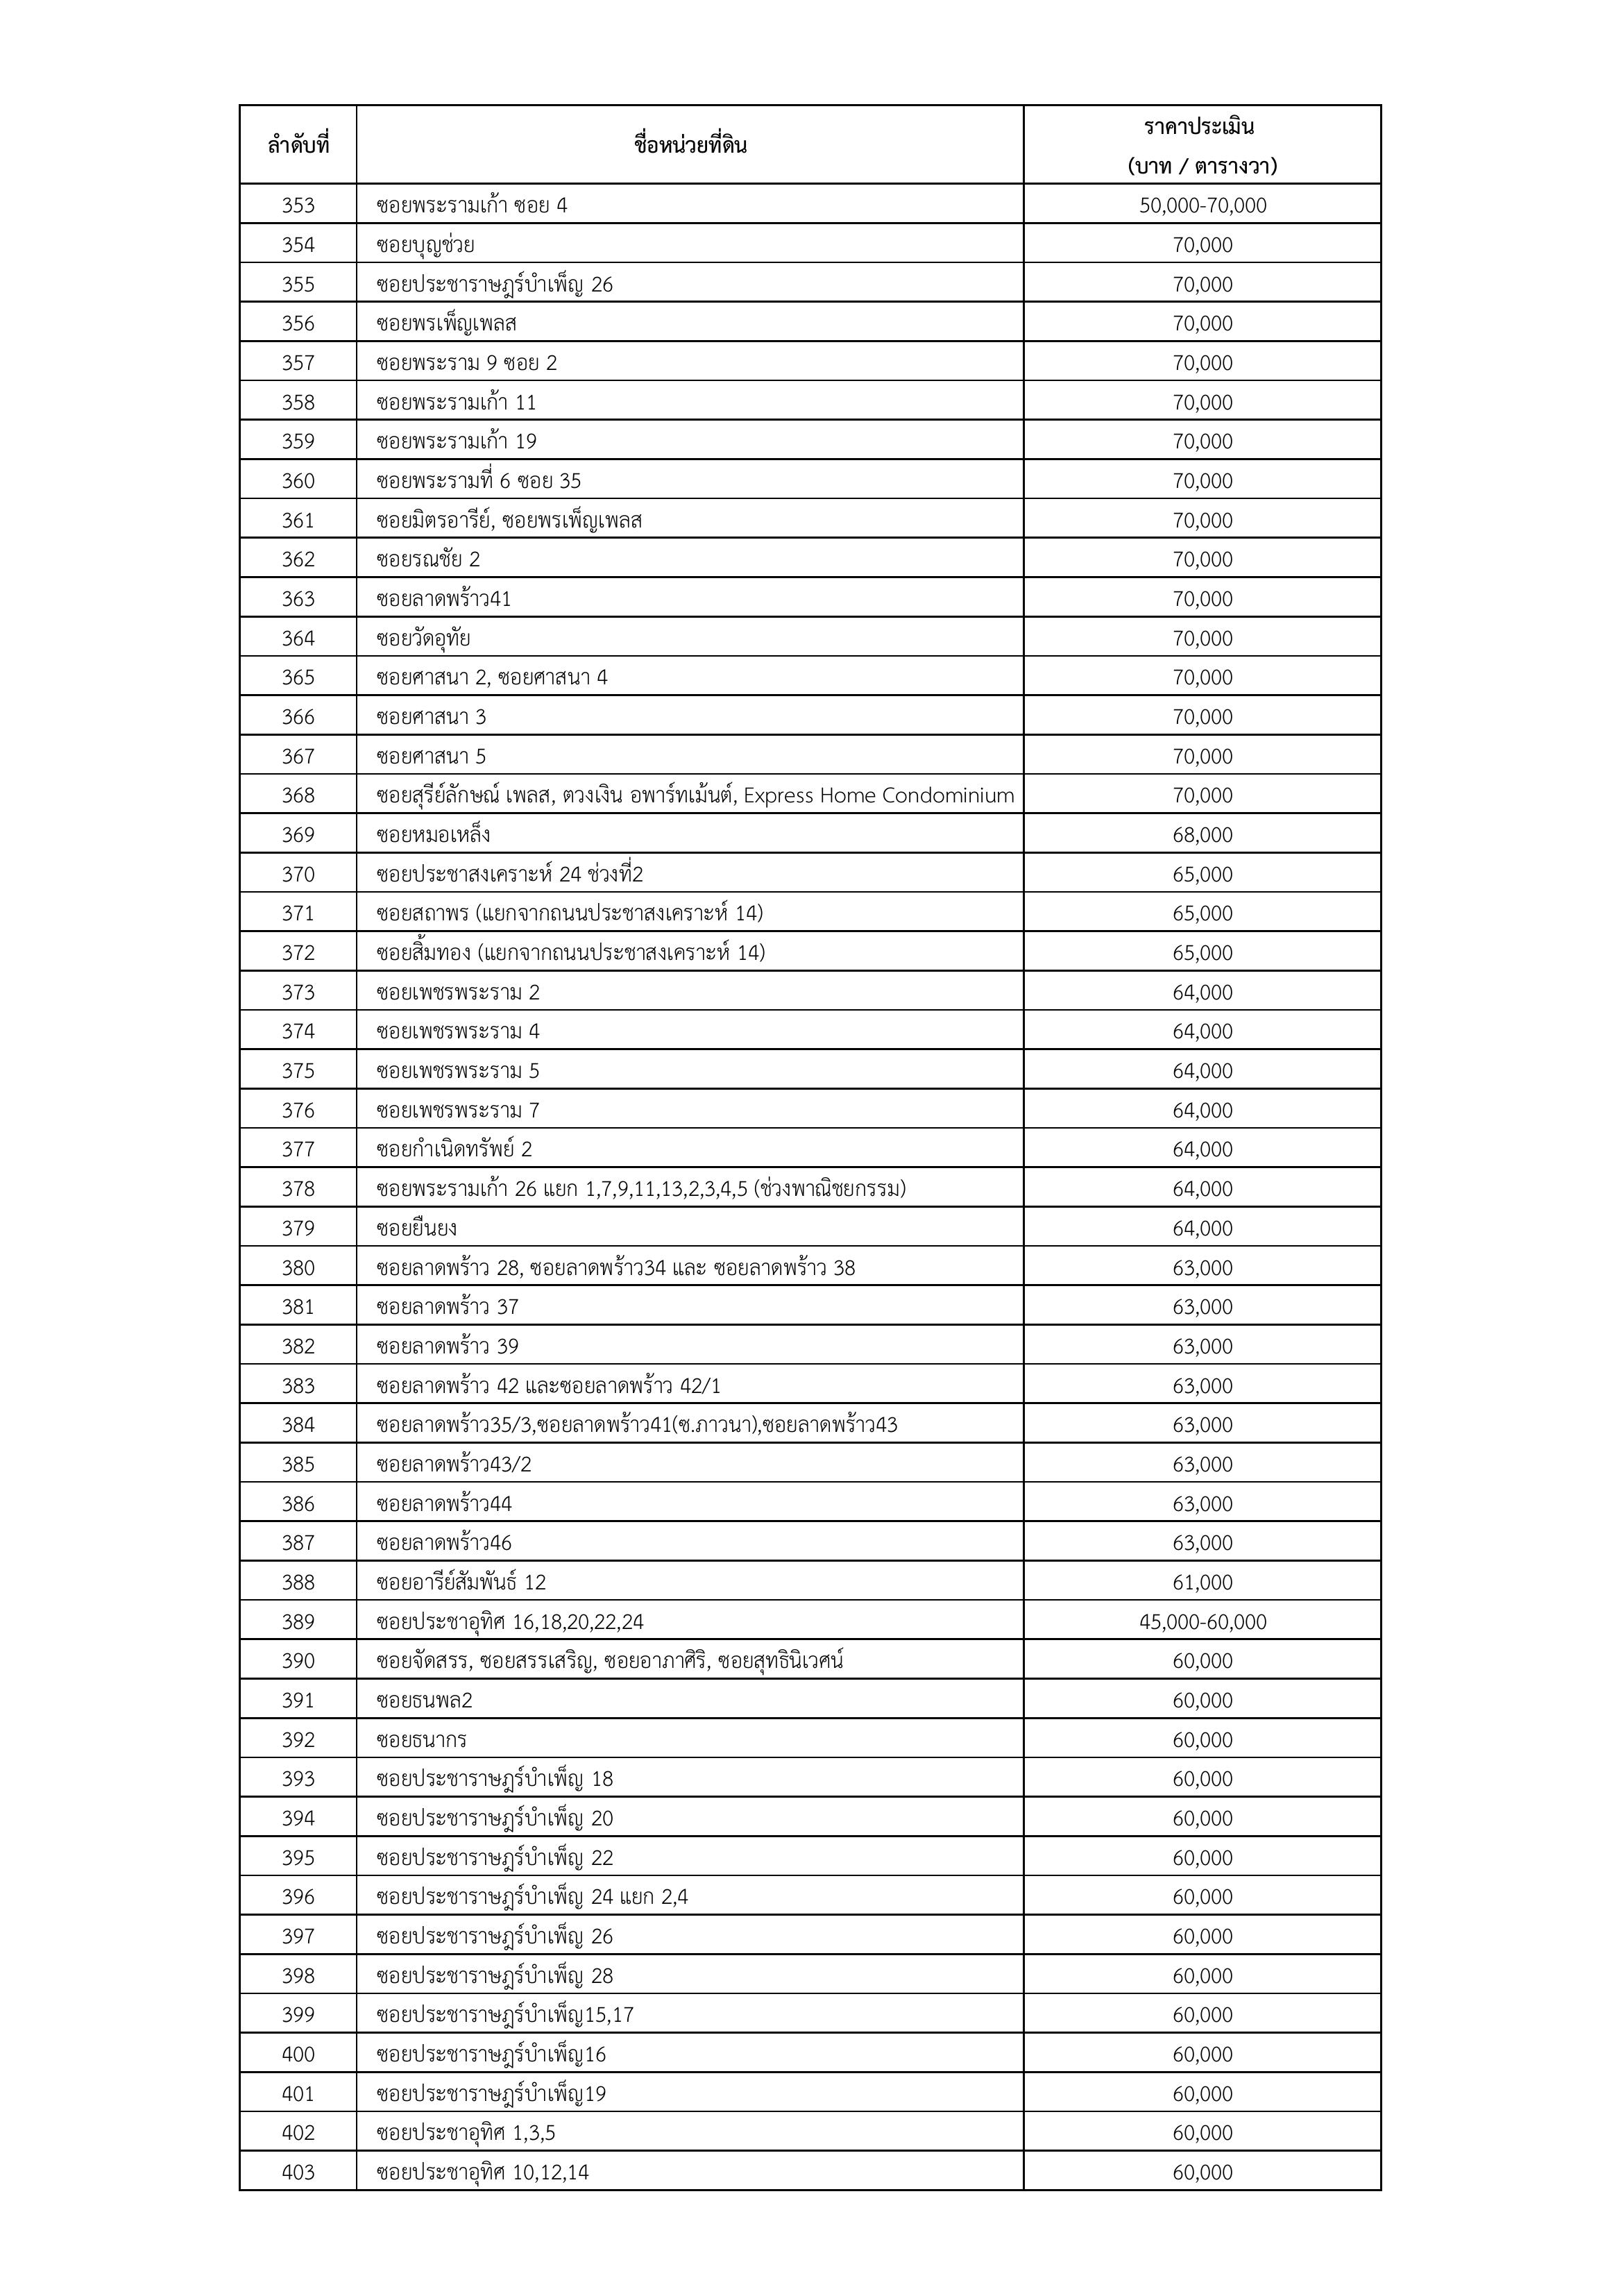 ลำดับที่ ชื่อหน่วยที่ดิน ราคาประเมิน
(บาท / ตารางวา)
353 ซอยพระรามเก้า ซอย 4 50,000-70,000
354 ซอยบุญช่วย 70,000
355 ซอยประชาราษฎร์บำเพ็ญ 26 70,000
356 ซอยพรเพ็ญเพลส 70,000
357 ซอยพระราม 9 ซอย 2 70,000
358 ซอยพระรามเก้า 11 70,000
359 ซอยพระรามเก้า 19 70,000
360 ซอยพระรามที่ 6 ซอย 35 70,000
361 ซอยมิตรอารีย์, ซอยพรเพ็ญเพลส 70,000
362 ซอยรณชัย 2 70,000
363 ซอยลาดพร้าว41 70,000
364 ซอยวัดอุทัย 70,000
365 ซอยศาสนา 2, ซอยศาสนา 4 70,000
366 ซอยศาสนา 3 70,000
367 ซอยศาสนา 5 70,000
368 ซอยสุรีย์ลักษณ์ เพลส, ตวงเงิน อพาร์ทเม้นต์, Express Home Condominium 70,000
369 ซอยหมอเหล็ง 68,000
370 ซอยประชาสงเคราะห์ 24 ช่วงที่2 65,000
371 ซอยสถาพร (แยกจากถนนประชาสงเคราะห์ 14) 65,000
372 ซอยสิ้มทอง (แยกจากถนนประชาสงเคราะห์ 14) 65,000
373 ซอยเพชรพระราม 2 64,000
374 ซอยเพชรพระราม 4 64,000
375 ซอยเพชรพระราม 5 64,000
376 ซอยเพชรพระราม 7 64,000
377 ซอยกำเนิดทรัพย์ 2 64,000
378 ซอยพระรามเก้า 26 แยก 1,7,9,11,13,2,3,4,5 (ช่วงพาณิชยกรรม) 64,000
379 ซอยยืนยง 64,000
380 ซอยลาดพร้าว 28, ซอยลาดพร้าว34 และ ซอยลาดพร้าว 38 63,000
381 ซอยลาดพร้าว 37 63,000
382 ซอยลาดพร้าว 39 63,000
383 ซอยลาดพร้าว 42 และซอยลาดพร้าว 42/1 63,000
384 ซอยลาดพร้าว35/3,ซอยลาดพร้าว41(ซ.ภาวนา),ซอยลาดพร้าว43 63,000
385 ซอยลาดพร้าว43/2 63,000
386 ซอยลาดพร้าว44 63,000
387 ซอยลาดพร้าว46 63,000
388 ซอยอารีย์สัมพันธ์ 12 61,000
389 ซอยประชาอุทิศ 16,18,20,22,24 45,000-60,000
390 ซอยจัดสรร, ซอยสรรเสริญ, ซอยอาภาศิริ, ซอยสุทธินิเวศน์ 60,000
391 ซอยธนพล2 60,000
392 ซอยธนากร 60,000
393 ซอยประชาราษฎร์บำเพ็ญ 18 60,000
394 ซอยประชาราษฎร์บำเพ็ญ 20 60,000
395 ซอยประชาราษฎร์บำเพ็ญ 22 60,000
396 ซอยประชาราษฎร์บำเพ็ญ 24 แยก 2,4 60,000
397 ซอยประชาราษฎร์บำเพ็ญ 26 60,000
398 ซอยประชาราษฎร์บำเพ็ญ 28 60,000
399 ซอยประชาราษฎร์บำเพ็ญ15,17 60,000
400 ซอยประชาราษฎร์บำเพ็ญ16 60,000
401 ซอยประชาราษฎร์บำเพ็ญ19 60,000
402 ซอยประชาอุทิศ 1,3,5 60,000
403 ซอยประชาอุทิศ 10,12,14 60,000